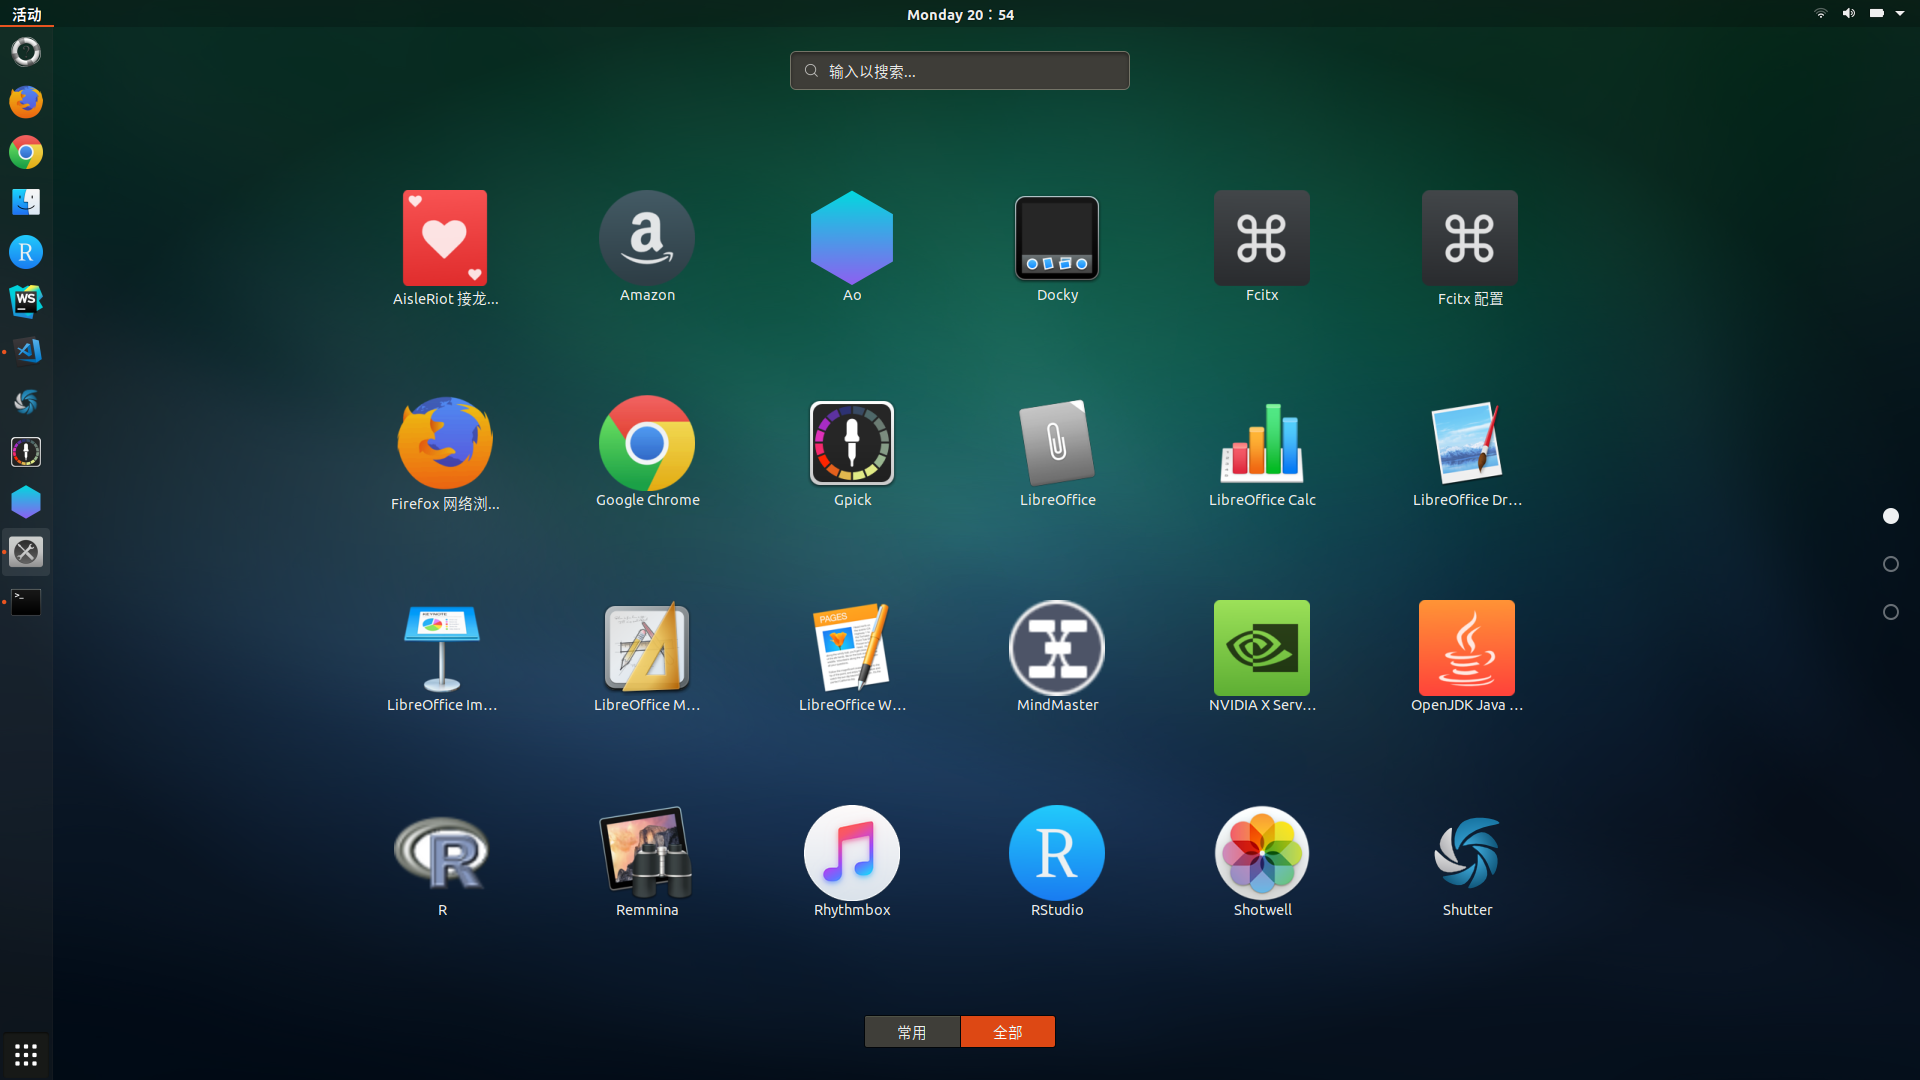 活动
Monday 20：54
输入以搜索...
AisleRiot 接龙...
Amazon
Ao
Docky
Fcitx
Fcitx 配置
Firefox 网络浏...
Google Chrome
Gpick
LibreOffice
LibreOffice Calc
LibreOffice Dr...
LibreOffice Im...
LibreOffice M...
PAGES
LibreOffice W...
MindMaster
NVIDIA X Serv...
OpenJDK Java ...
R
Remmina
Rhythmbox
RStudio
Shotwell
Shutter
常用
全部
WS